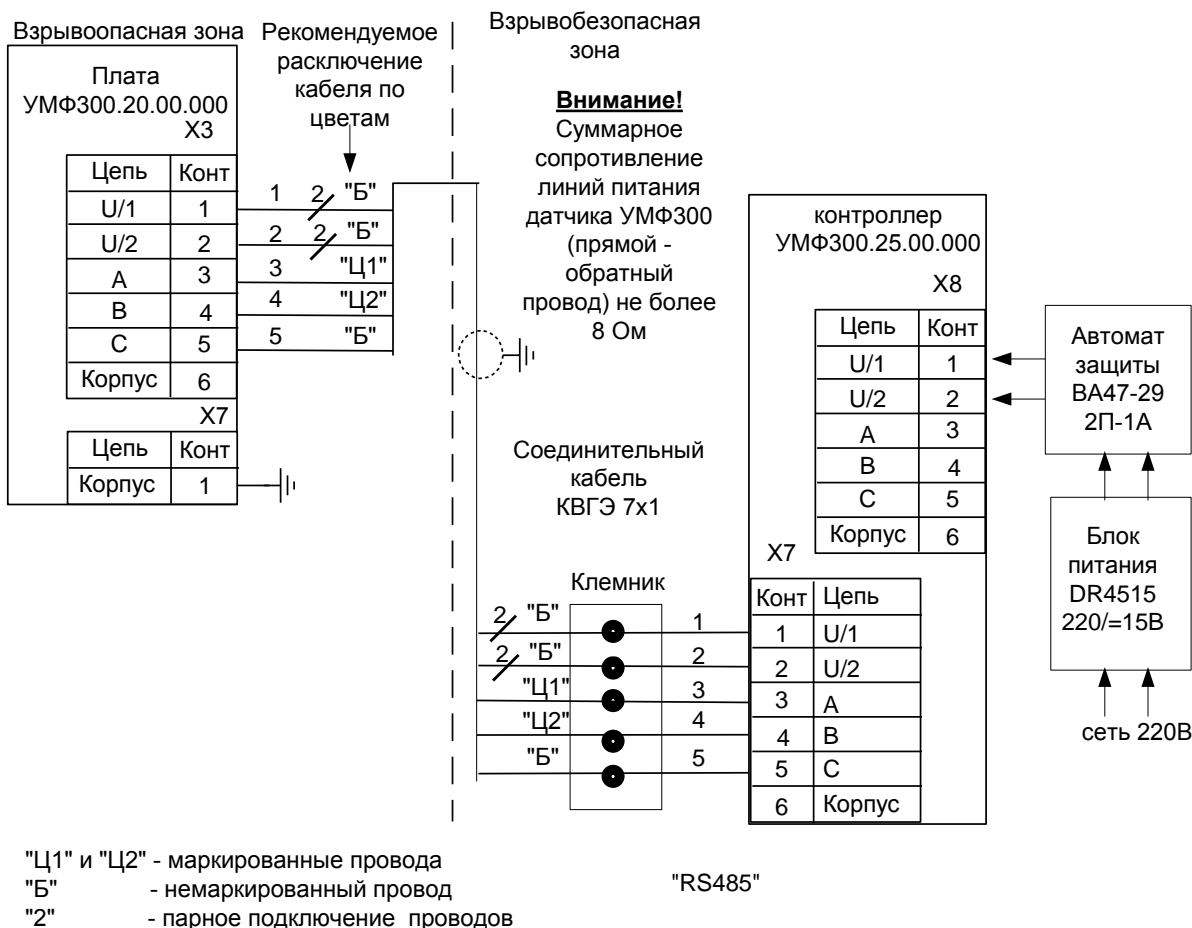 Взрывоопасная зона
Плата
УМФ300.20.00.000
Х3
Цепь Конт
U/1 1
U/2 2
А 3
В 4
С 5
Корпус 6
Х7
Цепь Конт
Корпус 1
Рекомендуемое
расключение
кабеля по
цветам
1 2 "Б"
2 2 "Б"
3 "Ц1"
4 "Ц2"
5 "Б"
Взрывобезопасная
зона
Внимание!
Суммарное
сопротивление
линий питания
датчика УМФ300
(прямой -
обратный
провод) не более
8 Ом
Соединительный
кабель
КВГЭ 7х1
Клемник
2 "Б" 1
2 "Б" 2
"Ц1" 3
"Ц2" 4
"Б" 5
контроллер
УМФ300.25.00.000
Х8
Цепь Конт
U/1 1
U/2 2
А 3
В 4
С 5
Корпус 6
Х7
Конт Цепь
1 U/1
2 U/2
3 А
4 В
5 С
6 Корпус
Автомат
защиты
ВА47-29
2П-1А
Блок
питания
DR4515
220/=15В
сеть 220В
"Ц1" и "Ц2" - маркированные провода
"Б" - немаркированный провод
"2" - парное подключение проводов
"RS485"